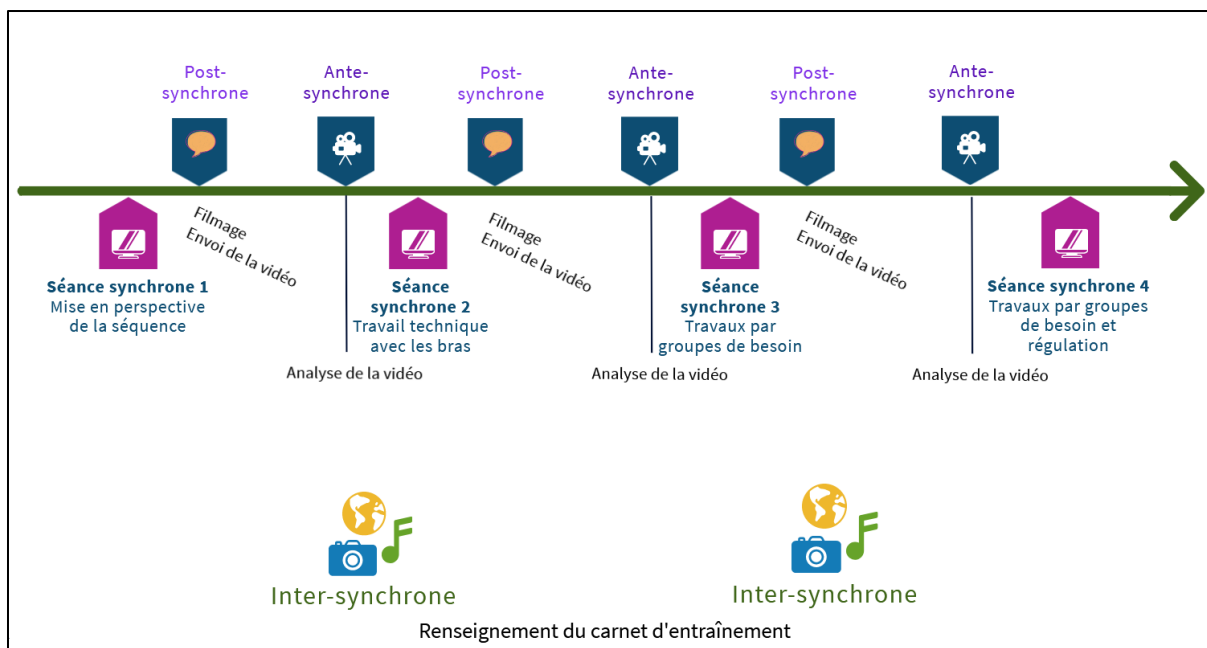 Post-
synchrone
Ante-
synchrone
Post-
synchrone
Ante-
synchrone
Post-
synchrone
Ante-
synchrone
Filmage
Envoi de la vidéo
Filmage
Envoi de la vidéo
Filmage
Envoi de la vidéo
Séance synchrone 1
Mise en perspective
de la séquence
Séance
synchrone 2
Travail technique
avec les bras
Séance
synchrone 3
Travaux par
groupes de besoin
Séance synchrone 4
Travaux par groupes
de besoin et
régulation
Analyse de la vidéo
Analyse de la vidéo
Analyse de la vidéo
Inter-synchrone
Inter-synchrone
Renseignement du carnet d'entraînement